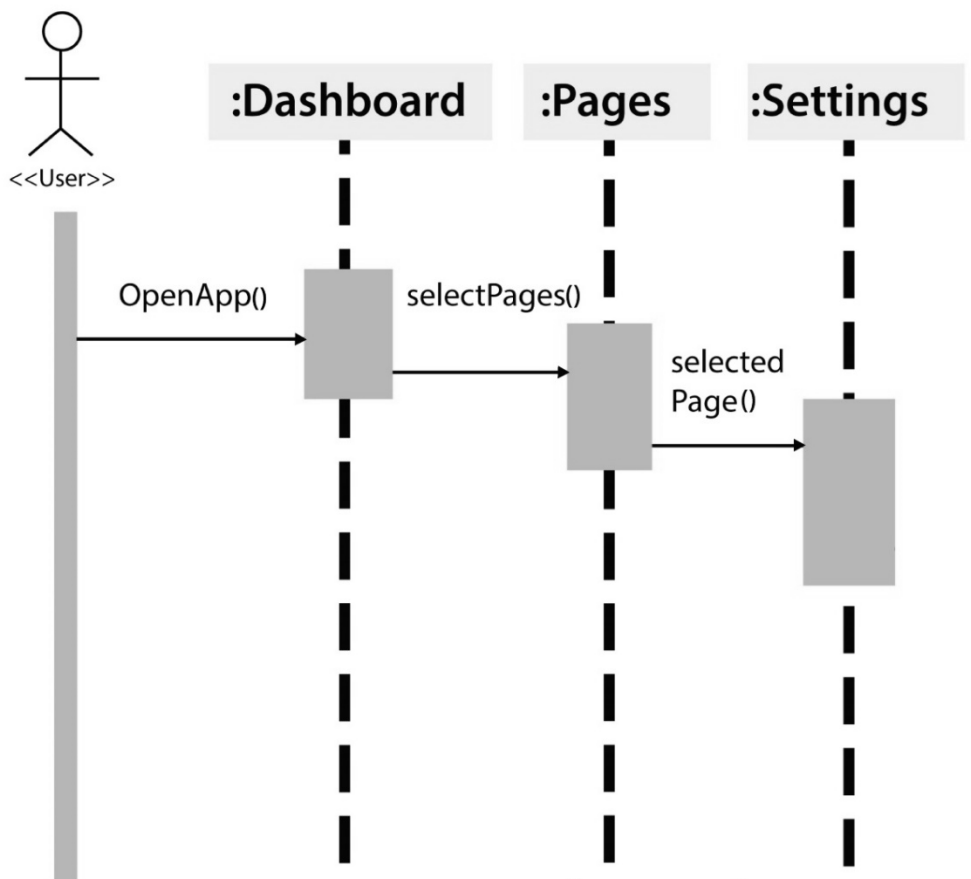 :Dashboard :Pages :Settings
<<User>>
OpenApp() selectPages()
selected
Page()